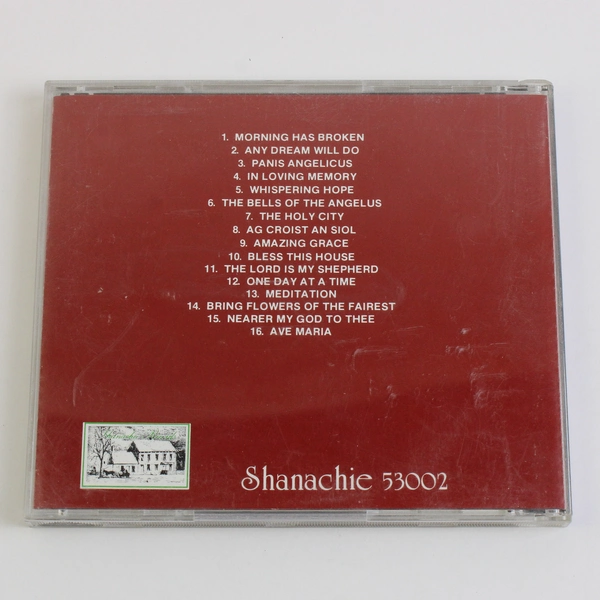 1. MORNING HAS BROKEN
2. ANY DREAM WILL DO
3. PANIS ANGELICUS
4. IN LOVING MEMORY
5. WHISPERING HOPE
6. THE BELLS OF THE ANGELUS
7. THE HOLY CITY
8. AG CROIST AN SIOL
9. AMAZING GRACE
10. BLESS THIS HOUSE
11. THE LORD IS MY SHEPHERD
12. ONE DAY AT A TIME
13. MEDITATION
14. BRING FLOWERS OF THE FAIREST
15. NEARER MY GOD TO THEE
16. AVE MARIA
Shanachie 53002